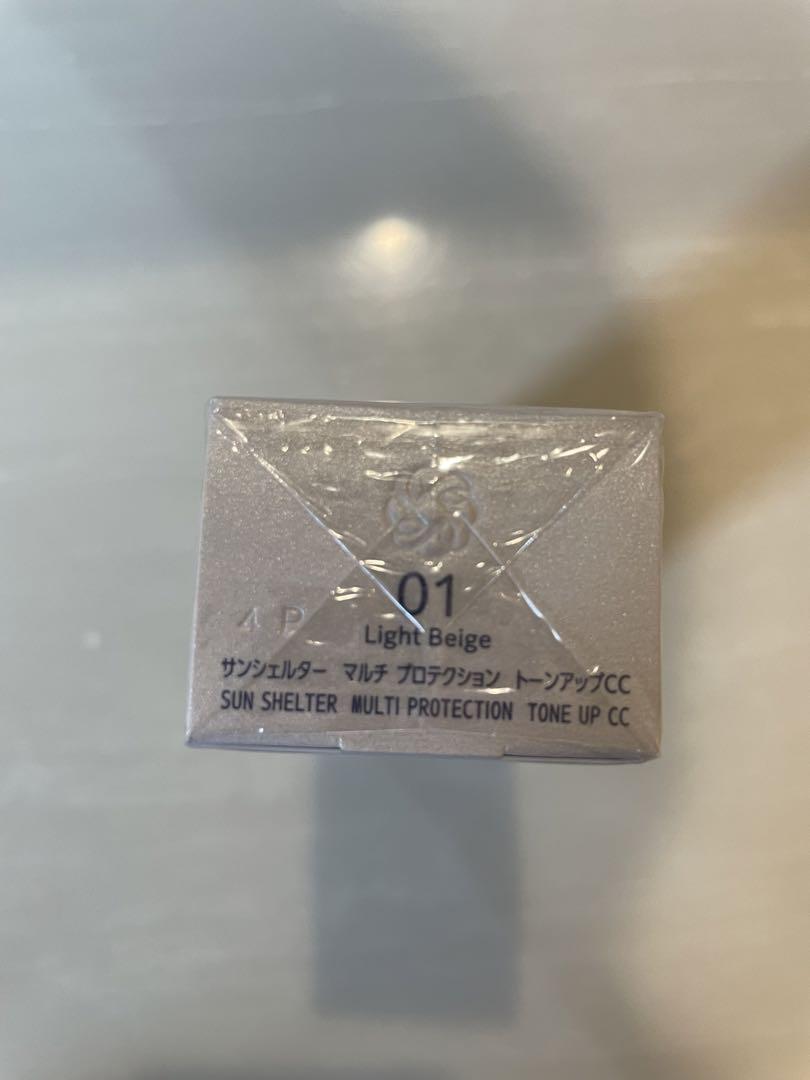 01
4 P
Light Beige
サンシェルター マルチ プロテクション トーンアップCC
SUN SHELTER MULTI PROTECTION TONE UP CC